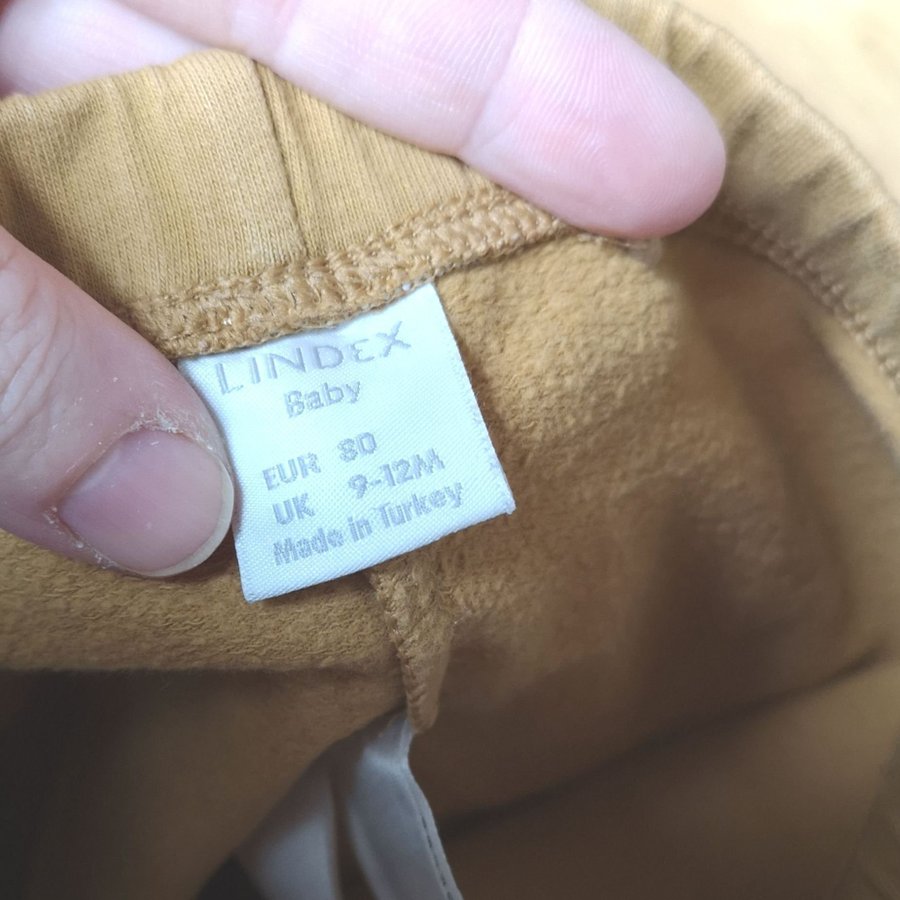 LINDEX
Baby
EUR 80
UK 9-12M
Made in Turkey